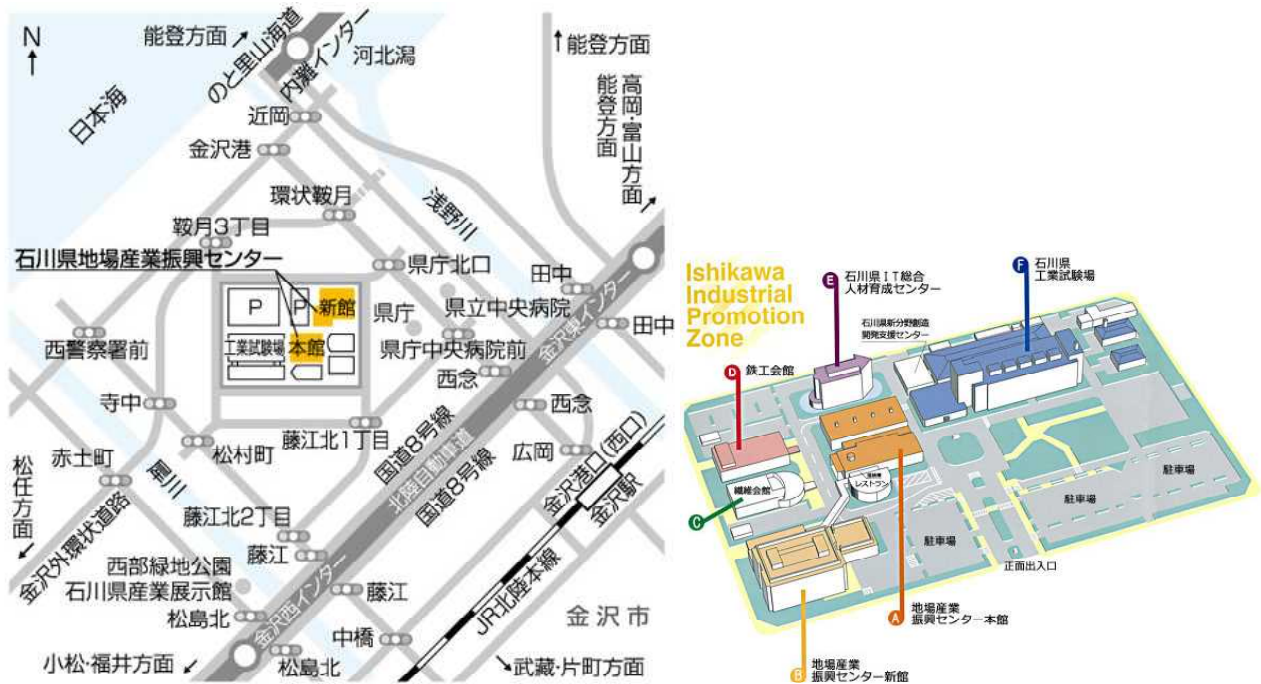 N
能登方面
のと里山海道
内灘インター
河北潟
能登方面
高岡・富山方面
能登方面
日本海
近岡
金沢港
環状鞍月
浅野川
鞍月3丁目
石川県地場産業振興センター
県庁北口
田中
P
P
新館
県庁
県立中央病院
田中
西警察署前
工業試験場
本館
県庁中央病院前
金沢東インター
西念
西念
寺中
藤江北1丁目
国道8号線
北陸自動車道
国道8号線
広岡
金沢港口(西口)
金沢駅
松村町
赤土町
松任方面
犀川
金沢外環状道路
藤江北2丁目
藤江
西部緑地公園
石川県産業展示館
藤江
JR北陸本線
金沢市
松島北
金沢西インター
中橋
小松・福井方面
松島北
武蔵・片町方面
Ishikawa
Industrial
Promotion
Zone
E
石川県IT総合
人材育成センター
F
石川県
工業試験場
石川県新分野創造
開発支援センター
D
鉄工会館
繊維会館
レストラン
C
駐車場
駐車場
駐車場
正面出入口
A
地場産業
振興センター本館
B
地場産業
振興センター新館